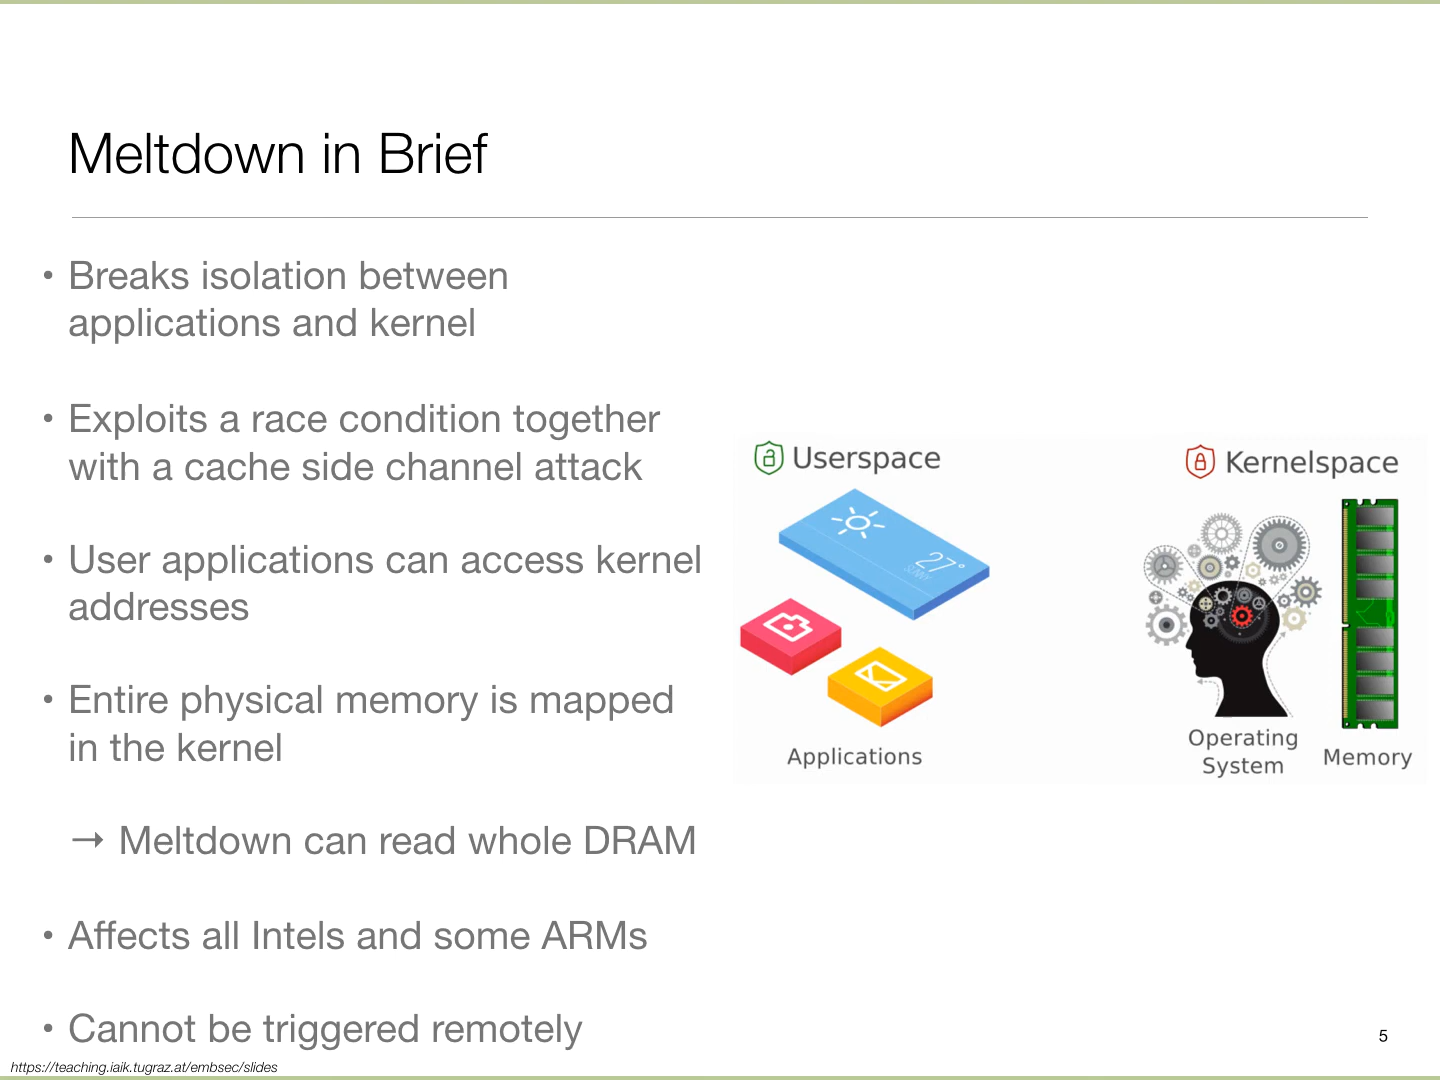 Meltdown in Brief
• Breaks isolation between
applications and kernel
• Exploits a race condition together
with a cache side channel attack
• User applications can access kernel
addresses
• Entire physical memory is mapped
in the kernel
→ Meltdown can read whole DRAM
• Affects all Intels and some ARMs
• Cannot be triggered remotely
Userspace
27°
SUNNY
Applications
Kernelspace
Operating
System
Memory
5
https://teaching.iaik.tugraz.at/embsec/slides